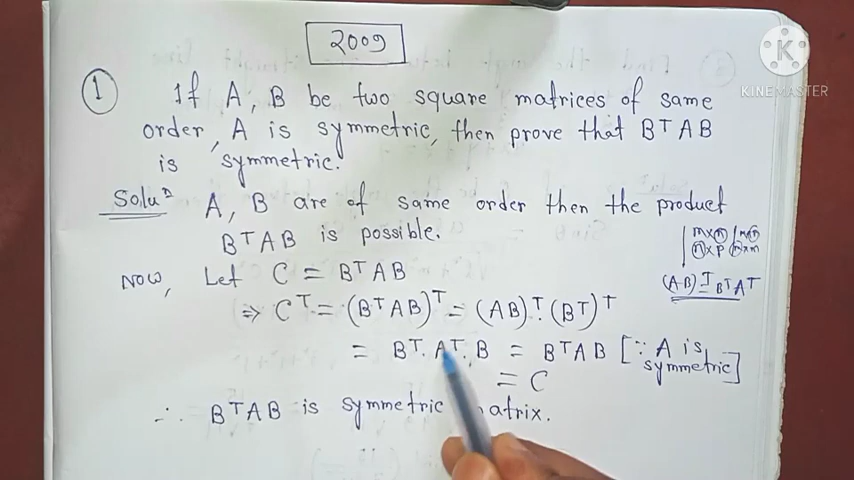 2009
1 If A, B be two square matrices of same
order, A is symmetric, then prove that Bᵀ A B
is symmetric.
Soluⁿ A, B are of same order then the product
BᵀAB is possible.
m×n | m×n
n×p | n×m
(AB)ᵀ = BᵀAᵀ
Now, Let C = BᵀAB
⇒ Cᵀ = (BᵀAB)ᵀ = (AB)ᵀ. (Bᵀ)ᵀ
= Bᵀ. Aᵀ. B = BᵀAB [∵ A is symmetric]
= C
∴ BᵀAB is symmetric matrix.
KINEMASTER